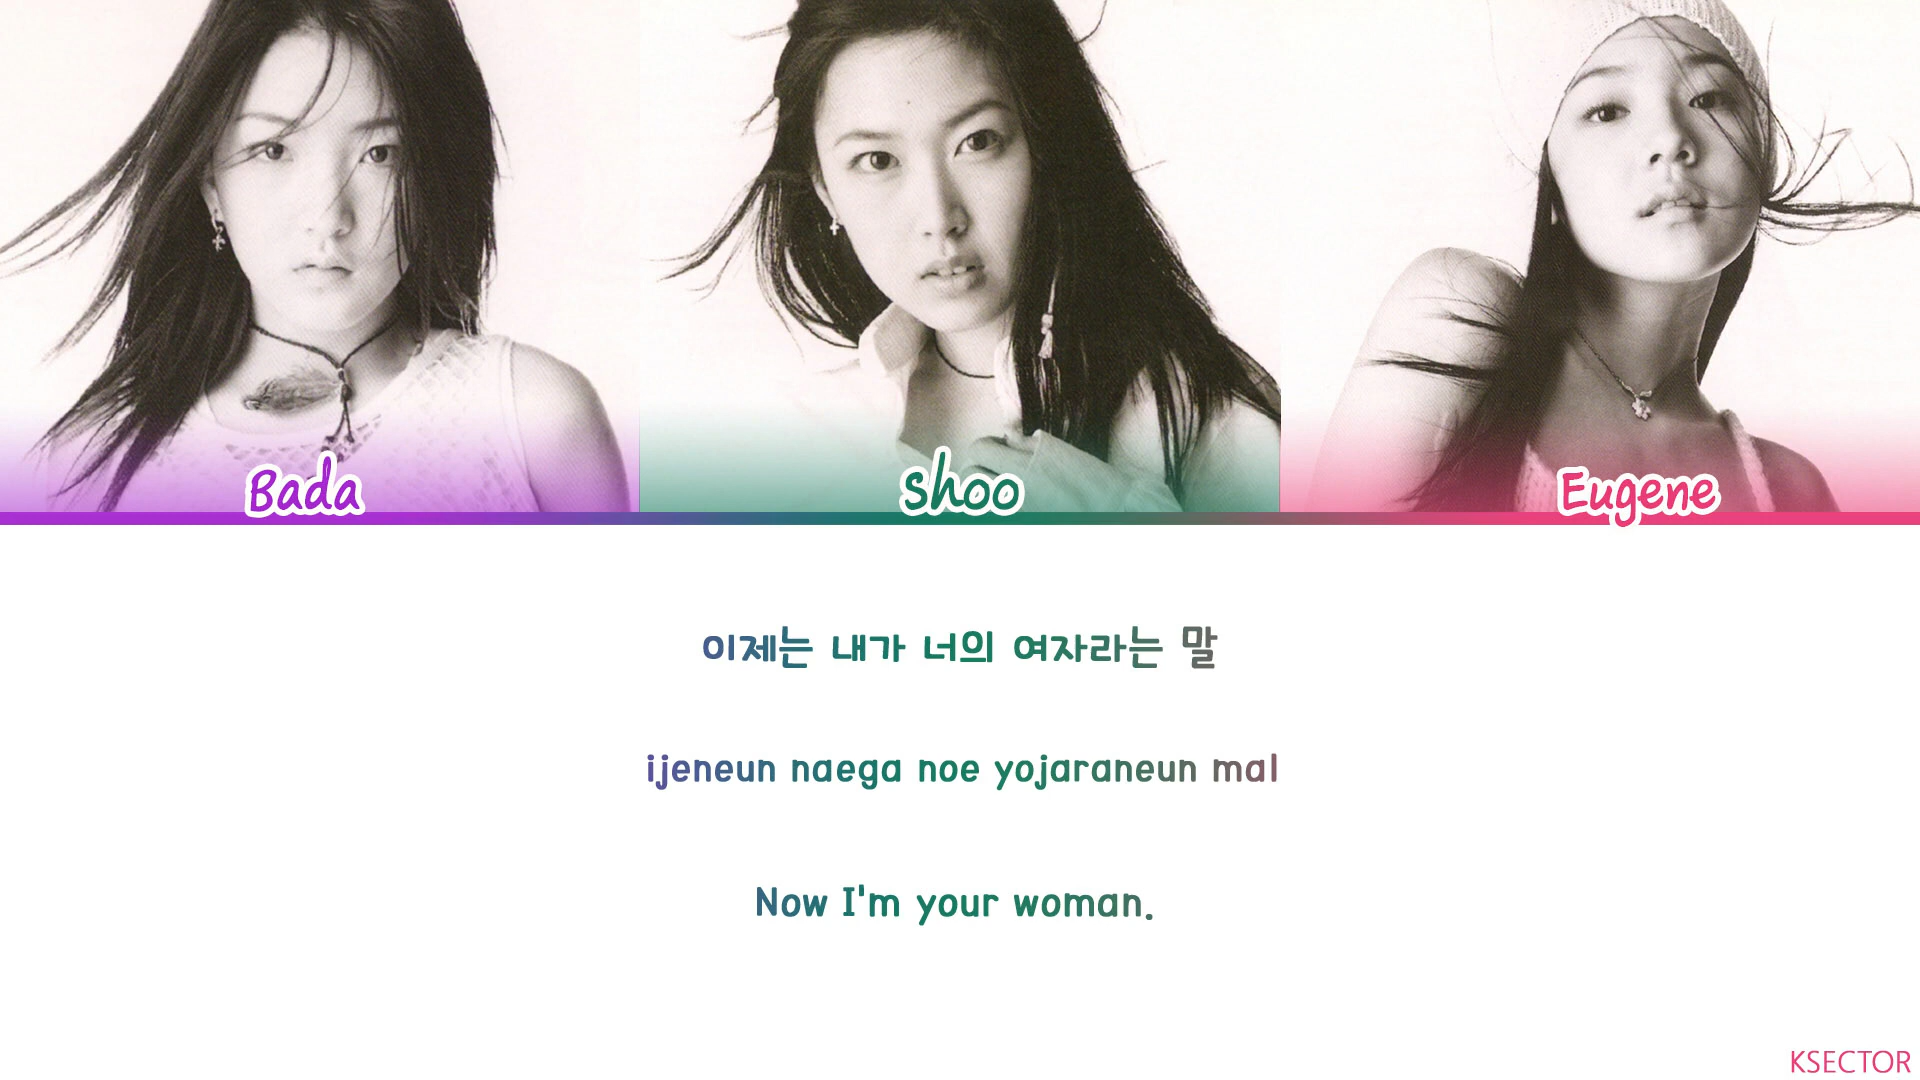 Bada
Shoo
Eugene
이제는 내가 너의 여자라는 말
ijeneun naega noe yojaraneun mal
Now I'm your woman.
KSECTOR